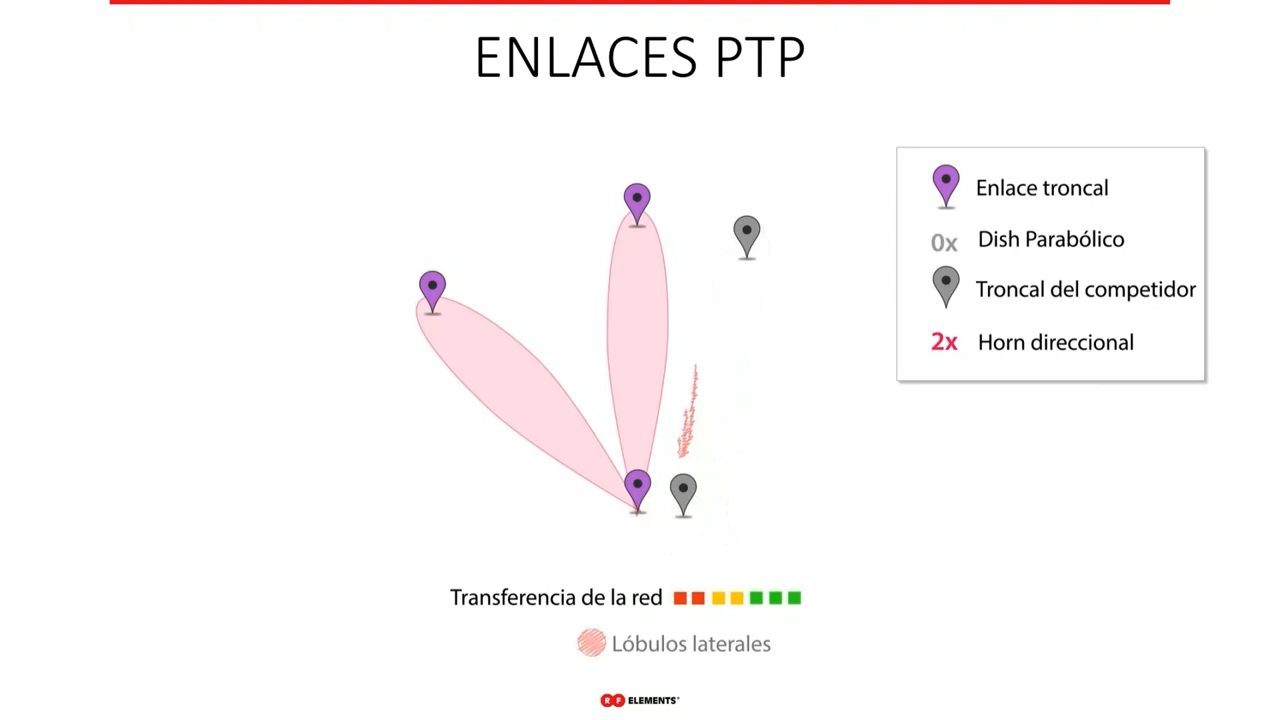 ENLACES PTP
Enlace troncal
0x Dish Parabólico
Troncal del competidor
2x Horn direccional
Transferencia de la red
Lóbulos laterales
RF ELEMENTS